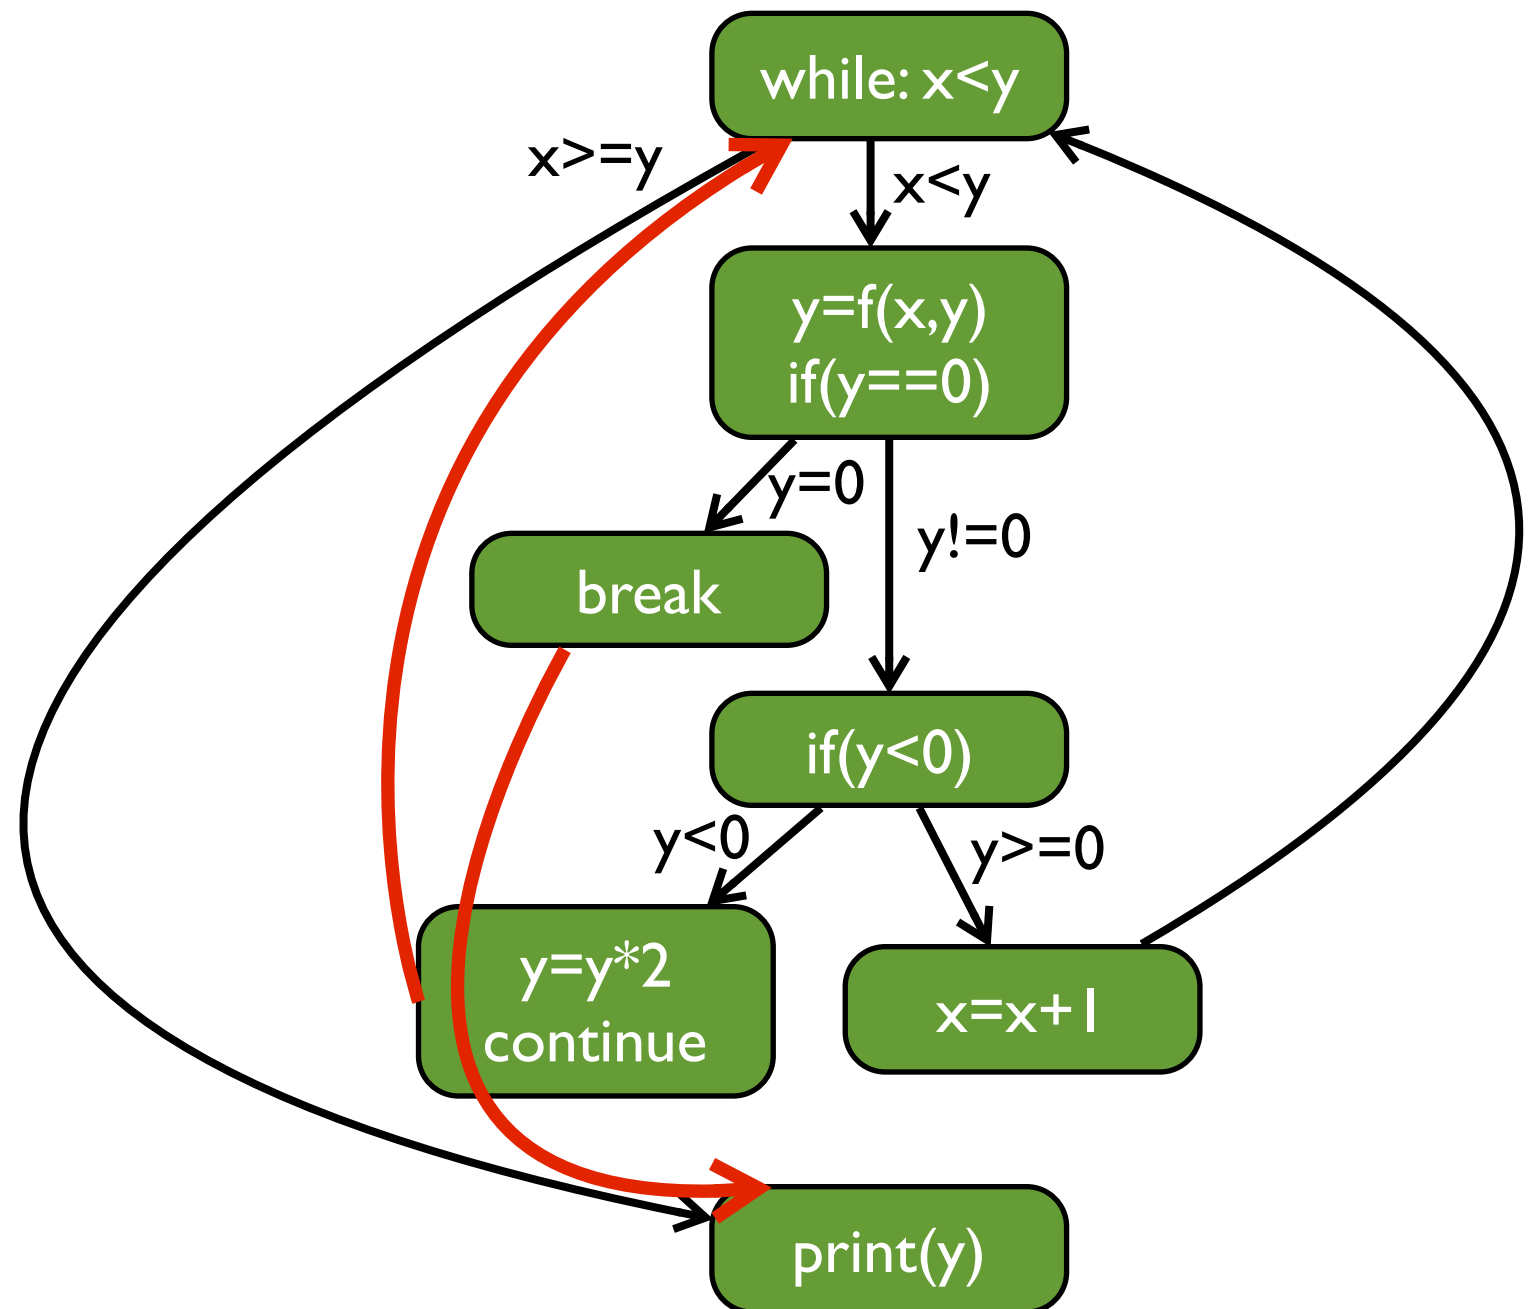 while: x<y
x>=y
x<y
y=f(x,y)
if(y==0)
y=0
y!=0
break
if(y<0)
y<0
y>=0
y=y*2
continue
x=x+1
print(y)